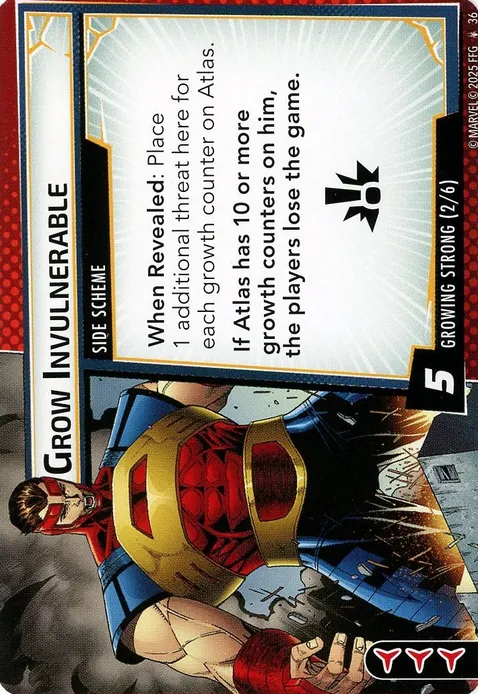 GROW INVULNERABLE
SIDE SCHEME
When Revealed: Place
1 additional threat here for
each growth counter on Atlas.
If Atlas has 10 or more
growth counters on him,
the players lose the game.
5
GROWING STRONG (2/6)
© MARVEL © 2025 FFG
36